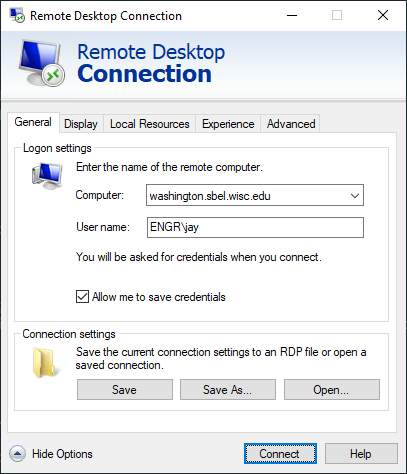 Remote Desktop Connection
Remote Desktop
Connection
General Display Local Resources Experience Advanced
Logon settings
Enter the name of the remote computer.
Computer: washington.sbel.wisc.edu
User name: ENGR\jay
You will be asked for credentials when you connect.
Allow me to save credentials
Connection settings
Save the current connection settings to an RDP file or open a
saved connection.
Save Save As... Open...
Hide Options Connect Help